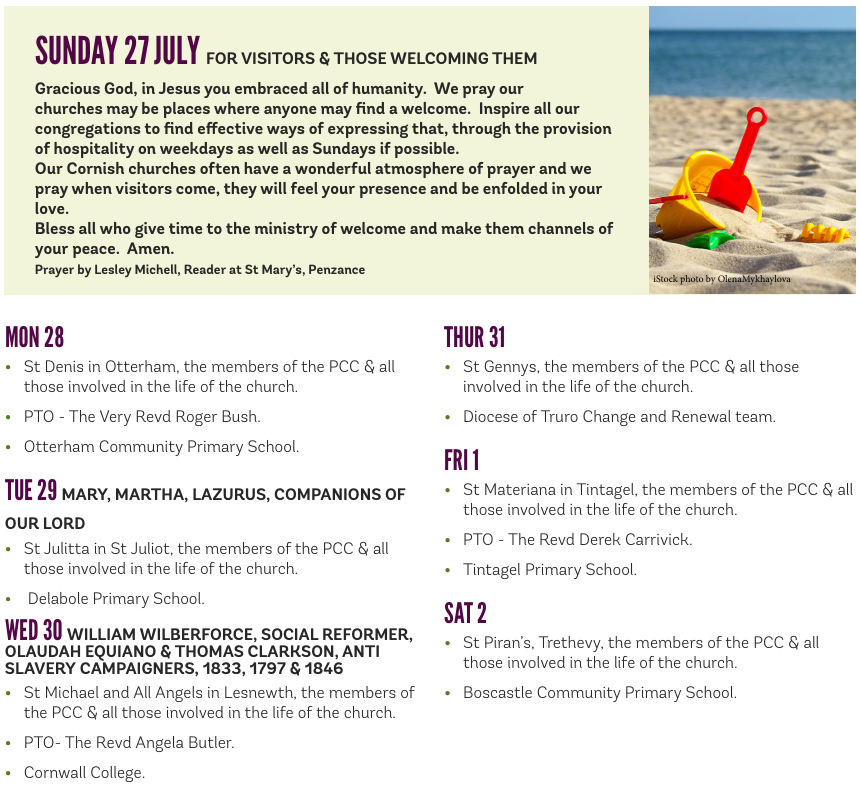 SUNDAY 27 JULY FOR VISITORS & THOSE WELCOMING THEM
Gracious God, in Jesus you embraced all of humanity.  We pray our
churches may be places where anyone may find a welcome.  Inspire all our
congregations to find effective ways of expressing that, through the provision
of hospitality on weekdays as well as Sundays if possible.
Our Cornish churches often have a wonderful atmosphere of prayer and we
pray when visitors come, they will feel your presence and be enfolded in your
love.
Bless all who give time to the ministry of welcome and make them channels of
your peace.  Amen.
Prayer by Lesley Michell, Reader at St Mary's, Penzance
iStock photo by OlenaMykhaylova
MON 28
• St Denis in Otterham, the members of the PCC & all
those involved in the life of the church.
• PTO - The Very Revd Roger Bush.
• Otterham Community Primary School.
TUE 29 MARY, MARTHA, LAZURUS, COMPANIONS OF
OUR LORD
• St Julitta in St Juliot, the members of the PCC & all
those involved in the life of the church.
• Delabole Primary School.
WED 30 WILLIAM WILBERFORCE, SOCIAL REFORMER,
OLAUDAH EQUIANO & THOMAS CLARKSON, ANTI
SLAVERY CAMPAIGNERS, 1833, 1797 & 1846
• St Michael and All Angels in Lesnewth, the members of
the PCC & all those involved in the life of the church.
• PTO- The Revd Angela Butler.
• Cornwall College.
THUR 31
• St Gennys, the members of the PCC & all those
involved in the life of the church.
• Diocese of Truro Change and Renewal team.
FRI 1
• St Materiana in Tintagel, the members of the PCC & all
those involved in the life of the church.
• PTO - The Revd Derek Carrivick.
• Tintagel Primary School.
SAT 2
• St Piran's, Trethevy, the members of the PCC & all
those involved in the life of the church.
• Boscastle Community Primary School.